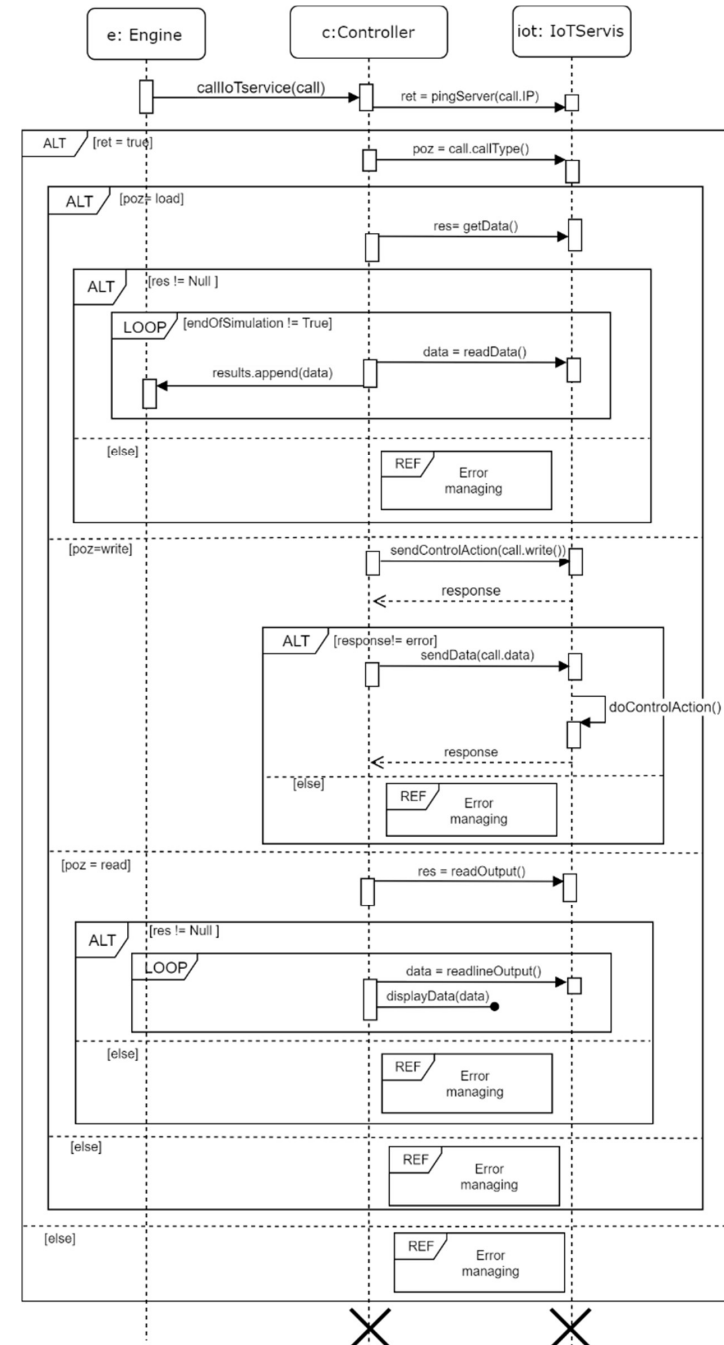 e: Engine
c:Controller
iot: IoTServis
callIoTservice(call)
ret = pingServer(call.IP)
ALT
[ret = true]
poz = call.callType()
ALT
[poz= load]
res= getData()
ALT
[res != Null ]
LOOP
[endOfSimulation != True]
data = readData()
results.append(data)
[else]
REF
Error
managing
[poz=write]
sendControlAction(call.write())
response
ALT
[response!= error]
sendData(call.data)
doControlAction()
response
[else]
REF
Error
managing
[poz = read]
res = readOutput()
ALT
[res != Null ]
LOOP
data = readlineOutput()
displayData(data)
[else]
REF
Error
managing
[else]
REF
Error
managing
[else]
REF
Error
managing